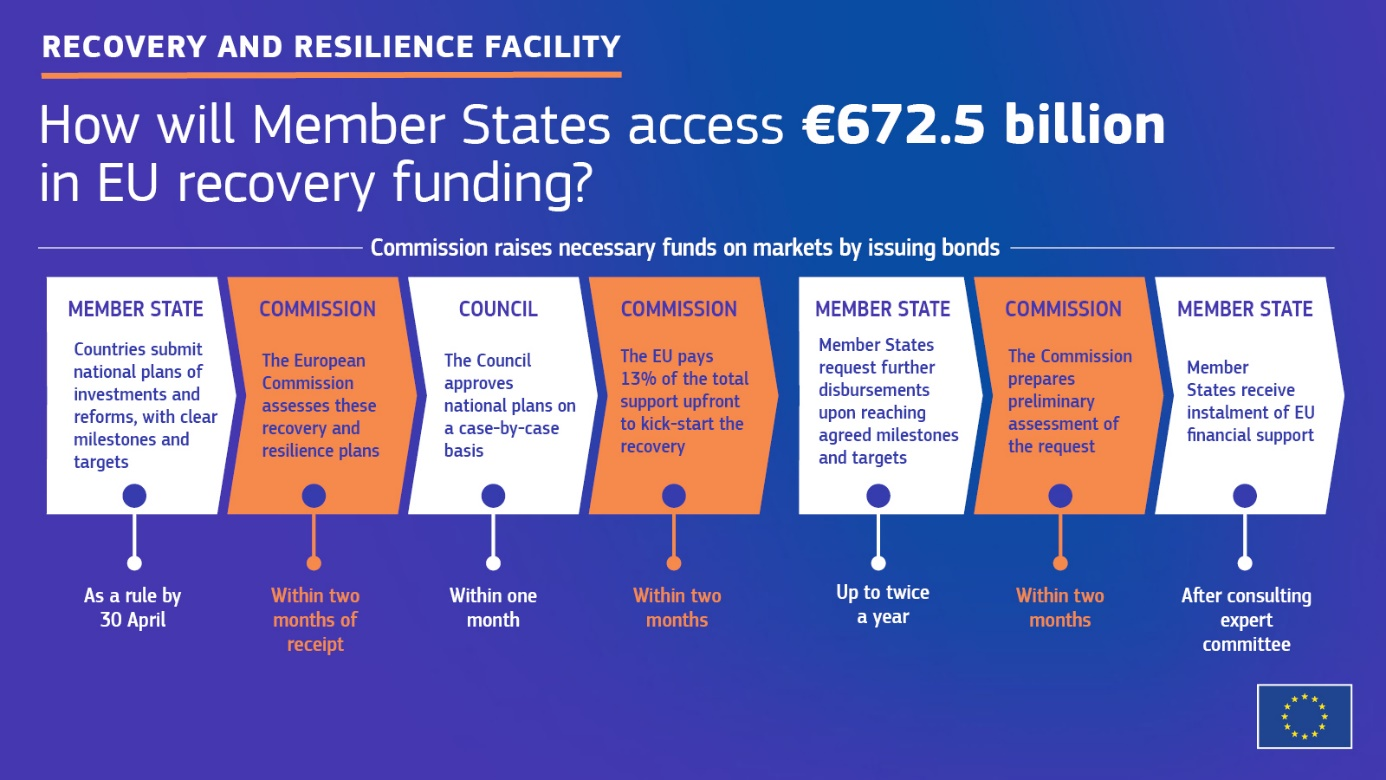 RECOVERY AND RESILIENCE FACILITY
How will Member States access €672.5 billion
in EU recovery funding?
Commission raises necessary funds on markets by issuing bonds
MEMBER STATE
Countries submit
national plans of
investments and
reforms, with clear
milestones and
targets
As a rule by
30 April
COMMISSION
The European
Commission
assesses these
recovery and
resilience plans
Within two
months of
receipt
COUNCIL
The Council
approves
national plans on
a case-by-case
basis
Within one
month
COMMISSION
The EU pays
13% of the total
support upfront
to kick-start the
recovery
Within two
months
MEMBER STATE
Member States
request further
disbursements
upon reaching
agreed milestones
and targets
Up to twice
a year
COMMISSION
The Commission
prepares
preliminary
assessment of
the request
Within two
months
MEMBER STATE
Member
States receive
instalment of EU
financial support
After consulting
expert
committee